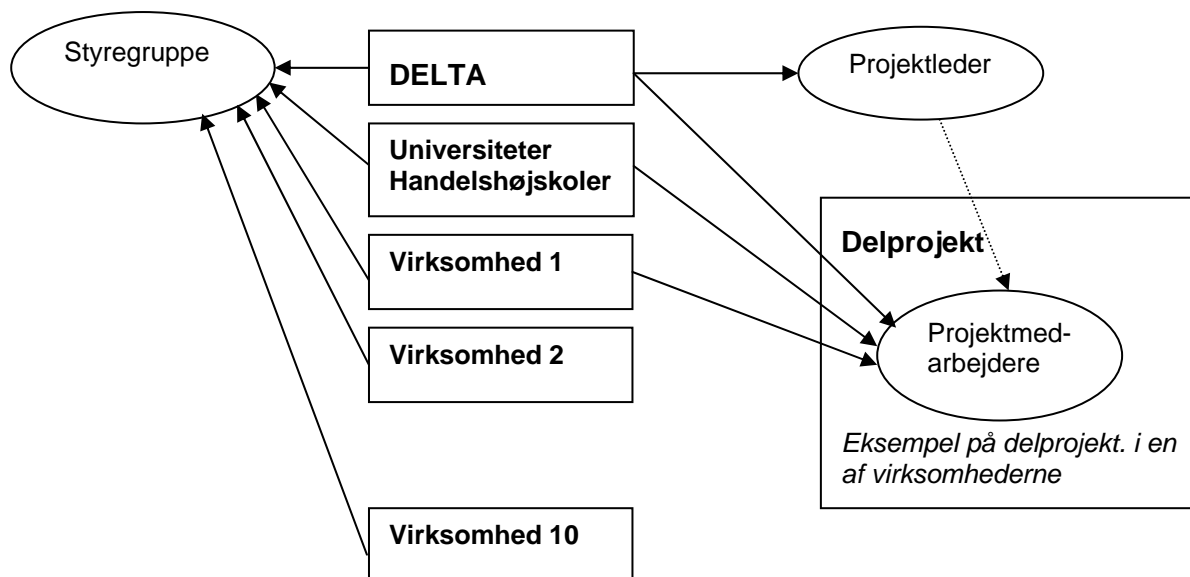 Styregruppe
DELTA
Projektleder
Universiteter
Handelshøjskoler
Virksomhed 1
Virksomhed 2
Virksomhed 10
Delprojekt
Projektmed-
arbejdere
Eksempel på delprojekt. i en
af virksomhederne